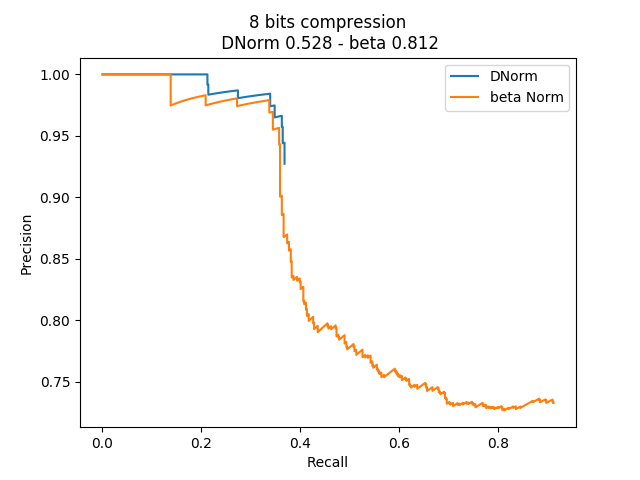 8 bits compression
DNorm 0.528 - beta 0.812
DNorm
beta Norm
1.00
0.95
0.90
0.85
0.80
0.75
Precision
0.0 0.2 0.4 0.6 0.8
Recall